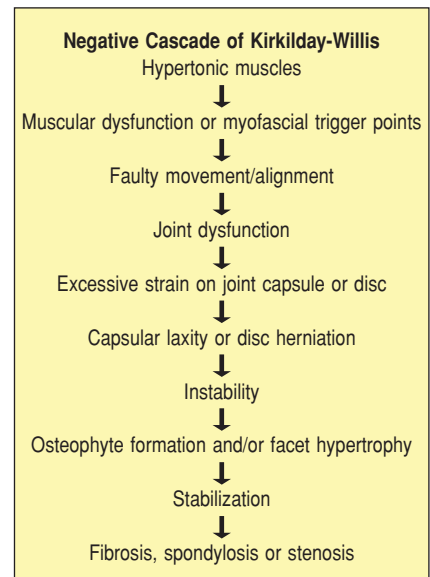 Negative Cascade of Kirkilday-Willis
Hypertonic muscles
Muscular dysfunction or myofascial trigger points
Faulty movement/alignment
Joint dysfunction
Excessive strain on joint capsule or disc
Capsular laxity or disc herniation
Instability
Osteophyte formation and/or facet hypertrophy
Stabilization
Fibrosis, spondylosis or stenosis